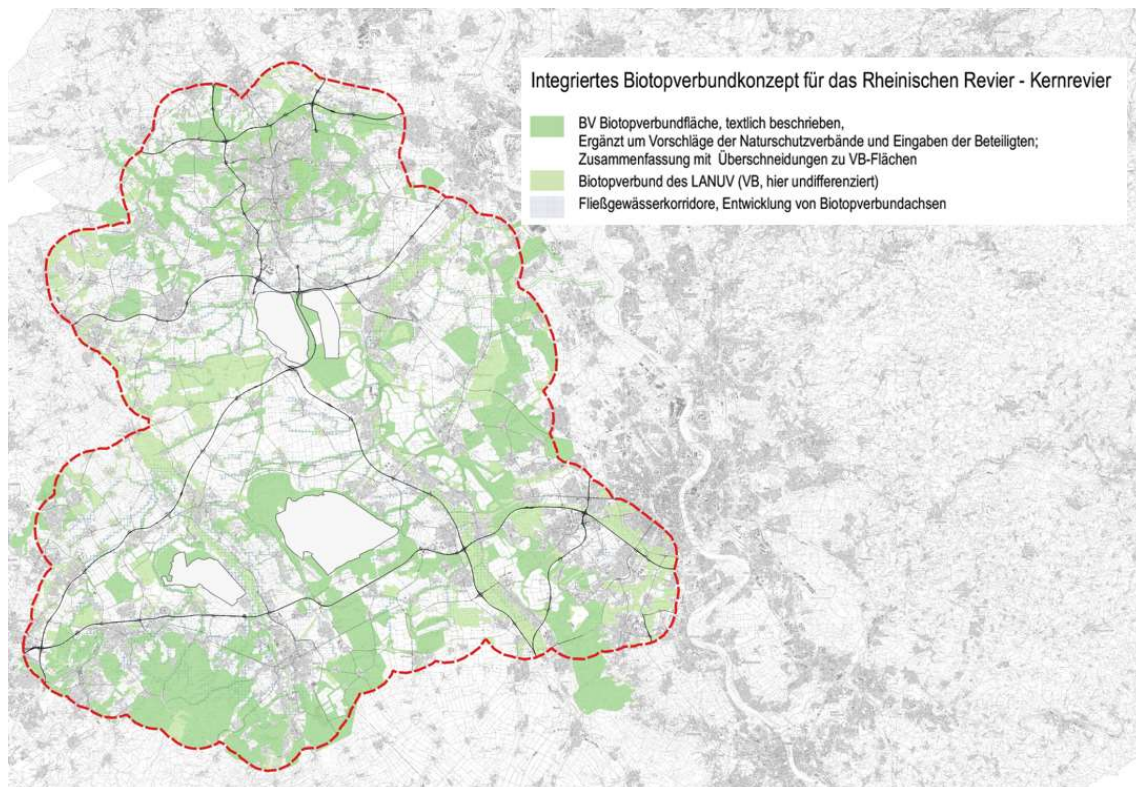 Integriertes Biotopverbundkonzept für das Rheinischen Revier - Kernrevier
BV Biotopverbundfläche, textlich beschrieben,
Ergänzt um Vorschläge der Naturschutzverbände und Eingaben der Beteiligten;
Zusammenfassung mit Überschneidungen zu VB-Flächen
Biotopverbund des LANUV (VB, hier undifferenziert)
Fließgewässerkorridore, Entwicklung von Biotopverbundachsen